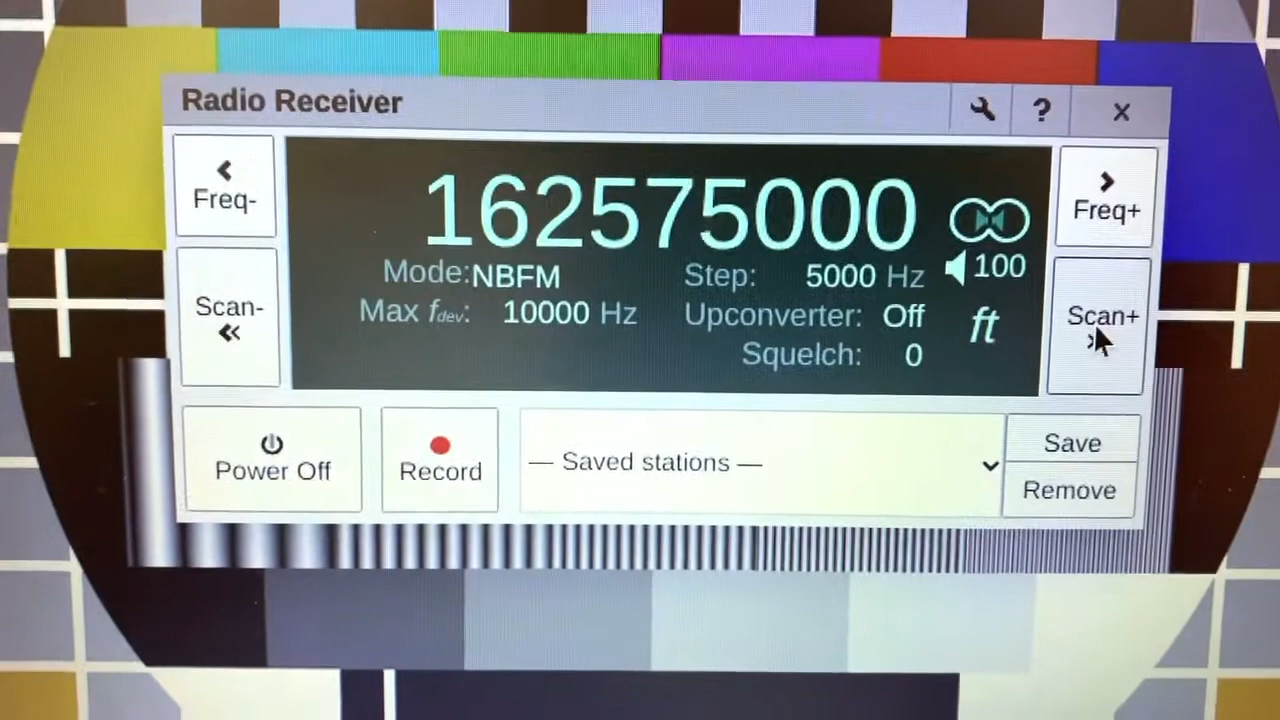 Radio Receiver
?
Freq-
162575000
Freq+
Mode: NBFM
Step: 5000 Hz
100
Max fdev: 10000 Hz
Upconverter: Off
ft
Squelch: 0
Scan-
Scan+
Power Off
Record
— Saved stations —
Save
Remove